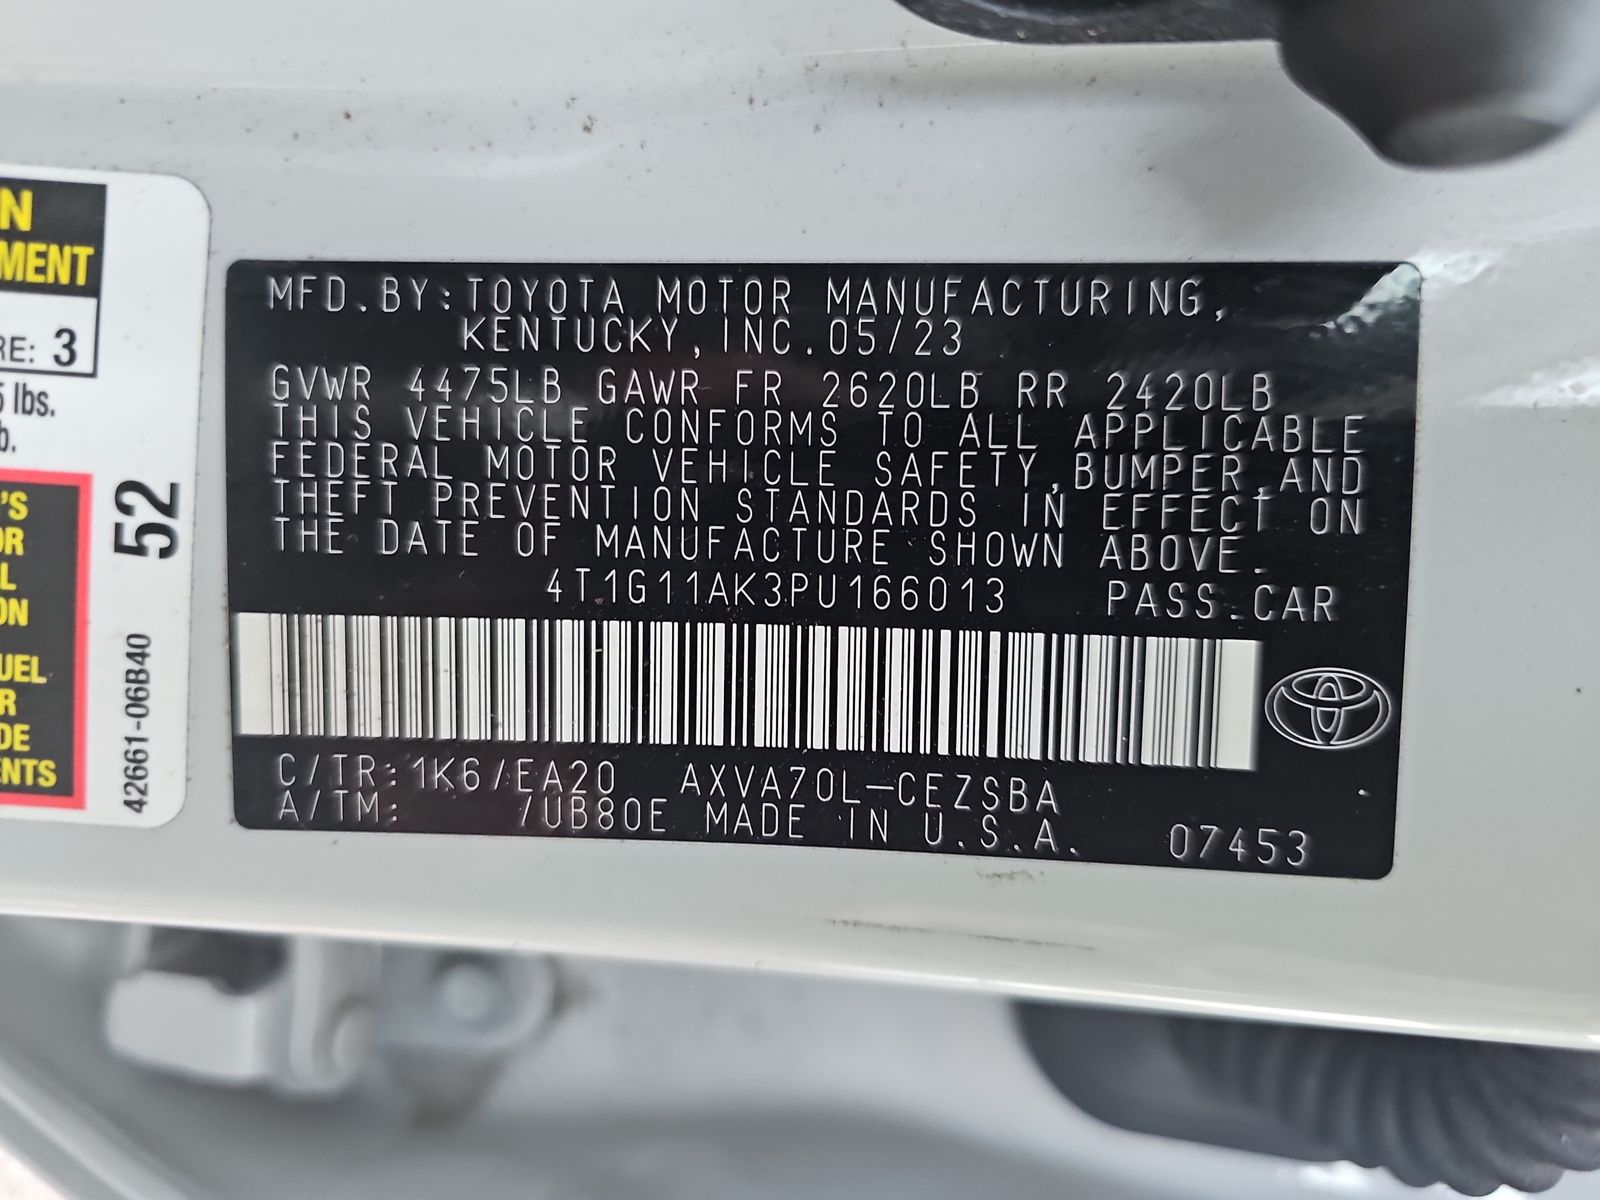 N
MENT
RE: 3
5 lbs.
b.
'S
OR
L
ON
UEL
R
DE
ENTS
52
42661-06B40
MFD.BY:TOYOTA MOTOR MANUFACTURING,
KENTUCKY,INC.05/23
GVWR 4475LB GAWR FR 2620LB RR 2420LB
THIS VEHICLE CONFORMS TO ALL APPLICABLE
FEDERAL MOTOR VEHICLE SAFETY,BUMPER,AND
THEFT PREVENTION STANDARDS IN EFFECT ON
THE DATE OF MANUFACTURE SHOWN ABOVE.
4T1G11AK3PU166013 PASS.CAR
C/TR:1K6/EA20 AXVA70L-CEZSBA
A/TM: /UB80E MADE IN U.S.A. 07453